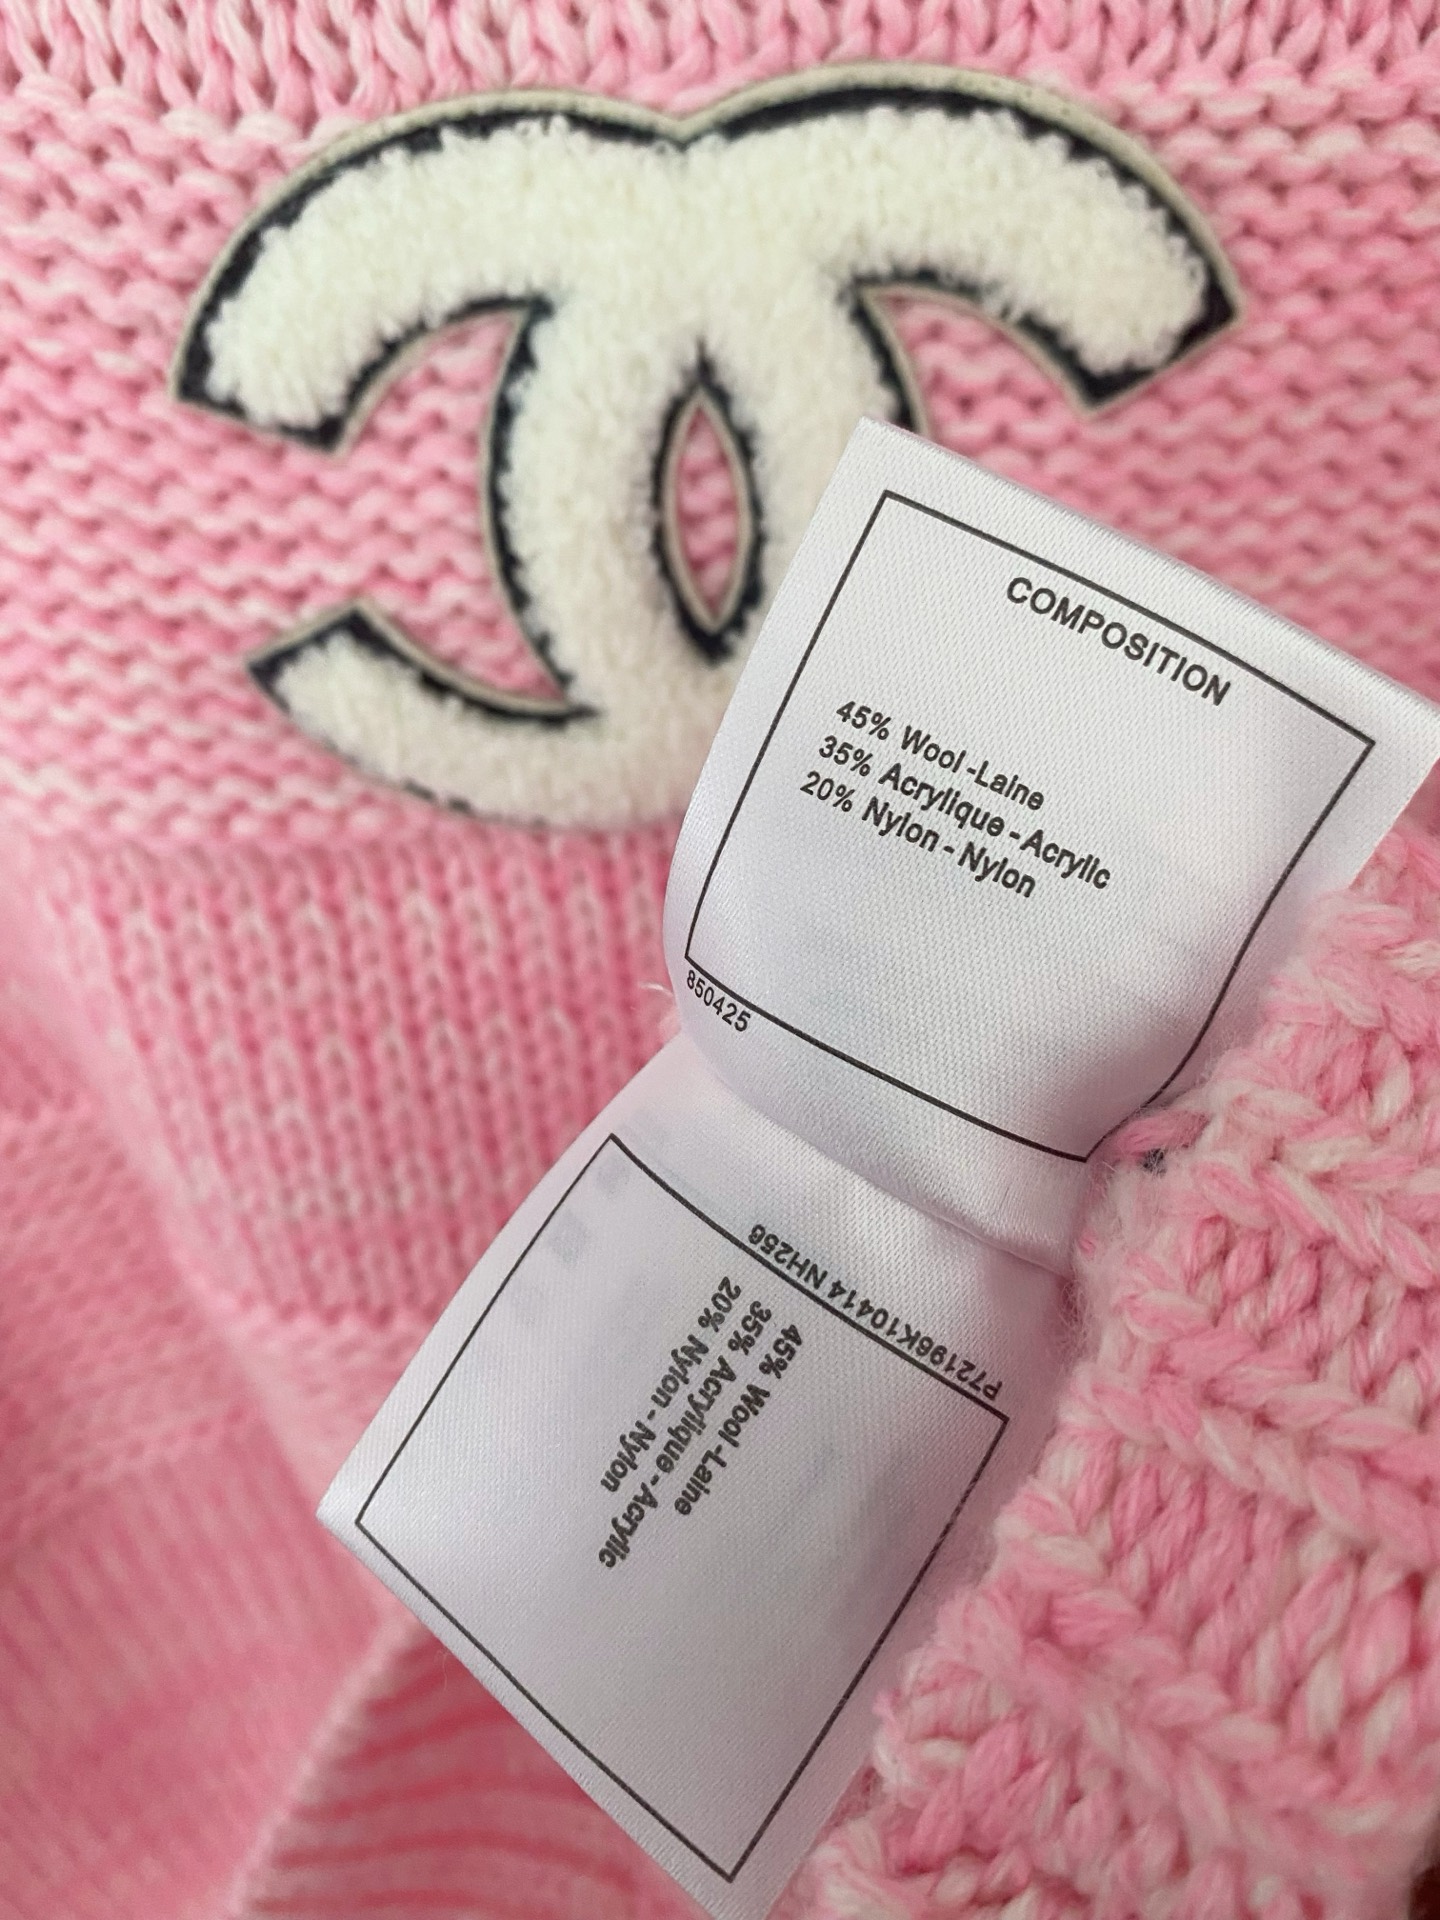 COMPOSITION
45% Wool -Laine
35% Acrylique - Acrylic
20% Nylon - Nylon
850425
P72196K10414 NH256
45% Wool -Laine
35% Acrylique - Acrylic
20% Nylon - Nylon